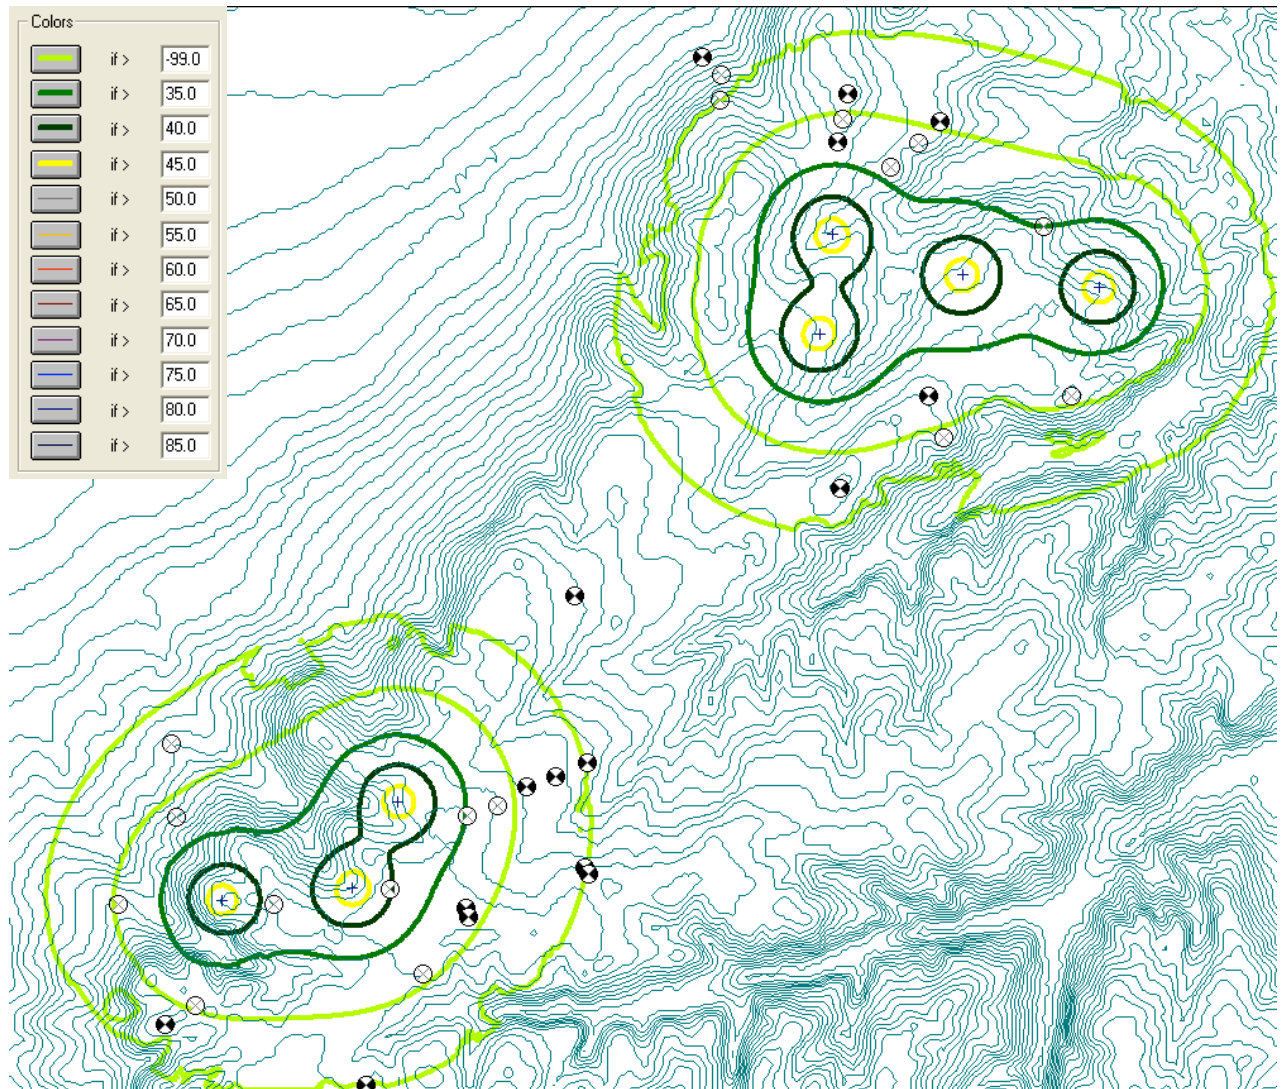 Colors
if > -99.0
if > 35.0
if > 40.0
if > 45.0
if > 50.0
if > 55.0
if > 60.0
if > 65.0
if > 70.0
if > 75.0
if > 80.0
if > 85.0